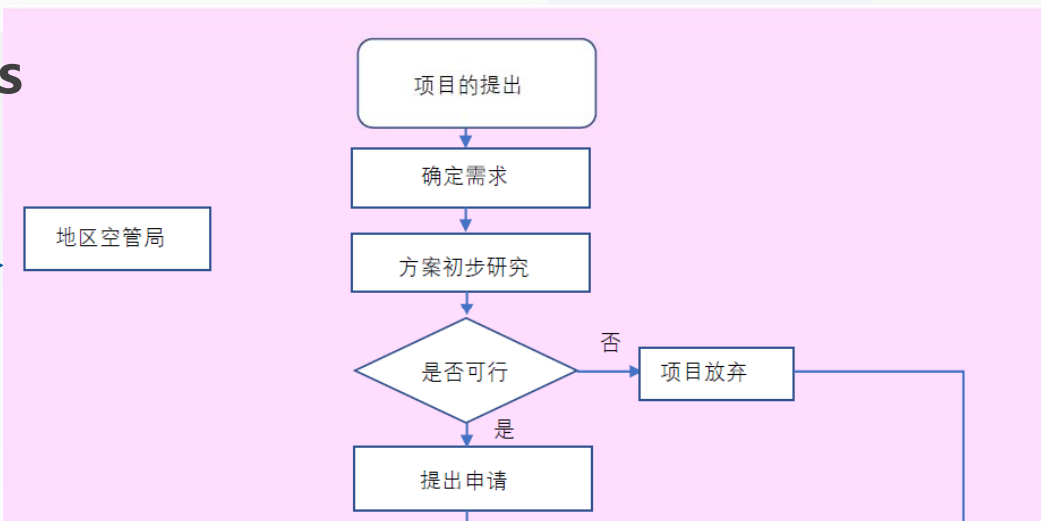 项目的提出
s
确定需求
地区空管局
方案初步研究
否
是否可行
项目放弃
是
提出申请